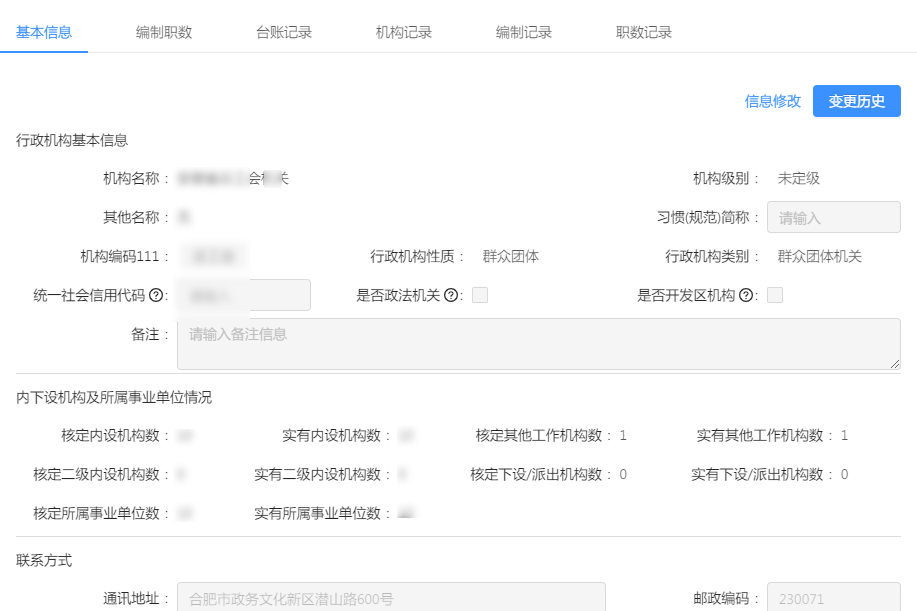 基本信息 编制职数 台账记录 机构记录 编制记录 职数记录
信息修改 变更历史
行政机构基本信息
机构名称： 会 关 机构级别： 未定级
其他名称： 习惯(规范)简称： 请输入
机构编码111： 行政机构性质： 群众团体 行政机构类别： 群众团体机关
统一社会信用代码?： 是否政法机关?： 是否开发区机构?：
备注： 请输入备注信息
内下设机构及所属事业单位情况
核定内设机构数： 实有内设机构数： 核定其他工作机构数： 1 实有其他工作机构数： 1
核定二级内设机构数： 实有二级内设机构数： 核定下设/派出机构数： 0 实有下设/派出机构数： 0
核定所属事业单位数： 实有所属事业单位数：
联系方式
通讯地址： 合肥市政务文化新区潜山路600号 邮政编码： 230071